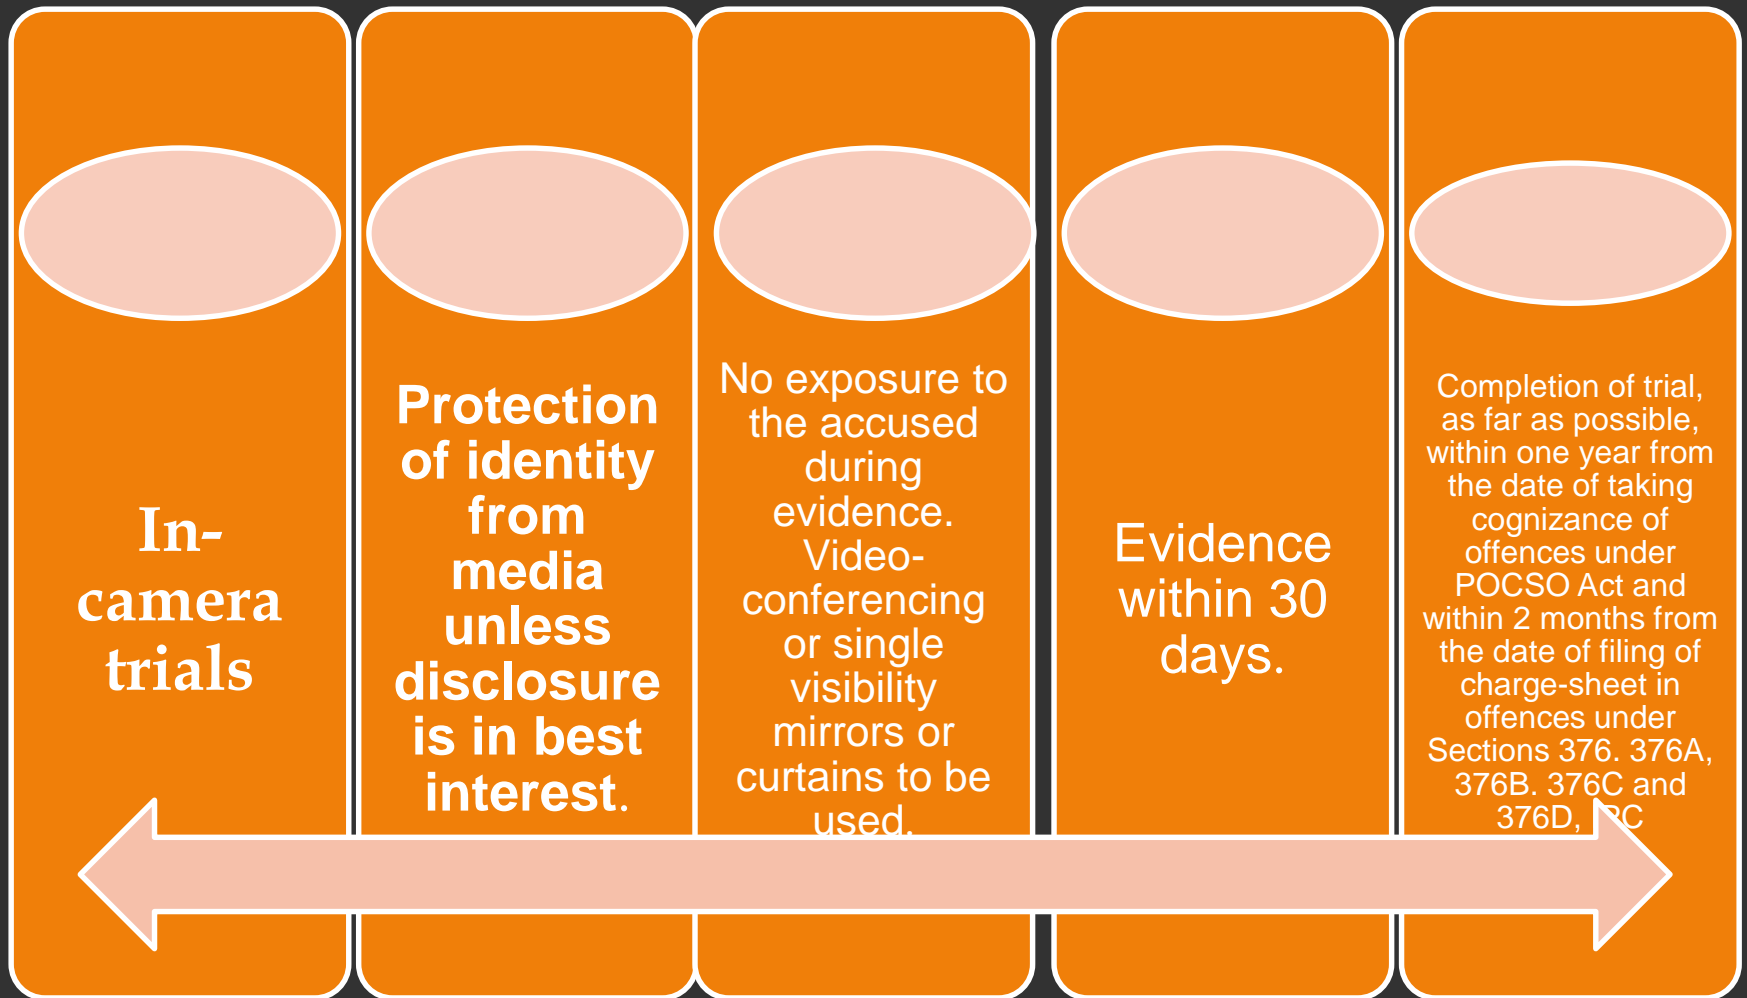 In-
camera
trials
Protection
of identity
from
media
unless
disclosure
is in best
interest.
No exposure to
the accused
during
evidence.
Video-
conferencing
or single
visibility
mirrors or
curtains to be
used.
Evidence
within 30
days.
Completion of trial,
as far as possible,
within one year from
the date of taking
cognizance of
offences under
POCSO Act and
within 2 months from
the date of filing of
charge-sheet in
offences under
Sections 376. 376A,
376B. 376C and
376D,